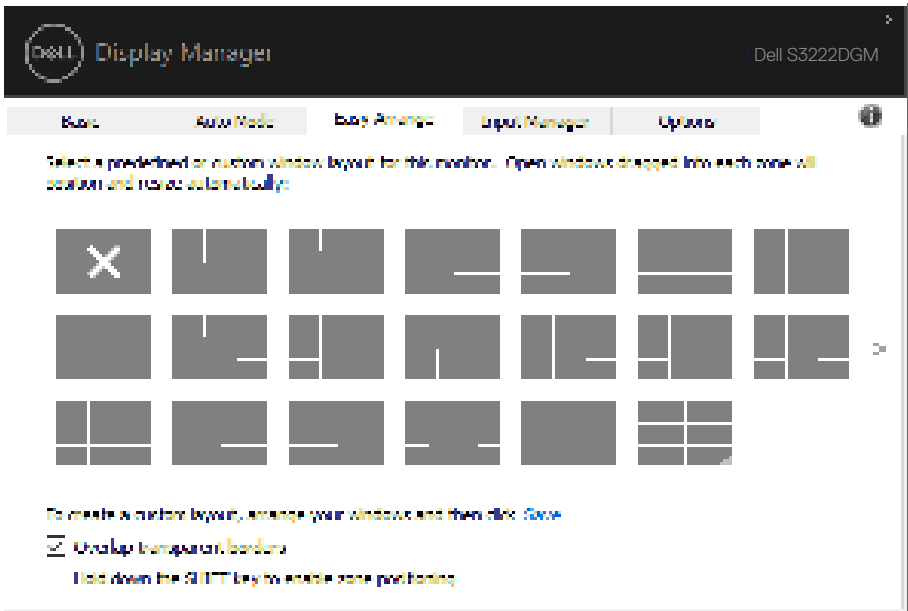 DELL Display Manager
Dell S3222DGM
Basic Auto Mode Easy Arrange Input Manager Options
Select a predefined or custom window layout for this monitor. Open windows dragged into each zone will
position and resize automatically:
To create a custom layout, arrange your windows and then click Save
Overlap transparent borders
Hold down the SHIFT key to enable zone positioning